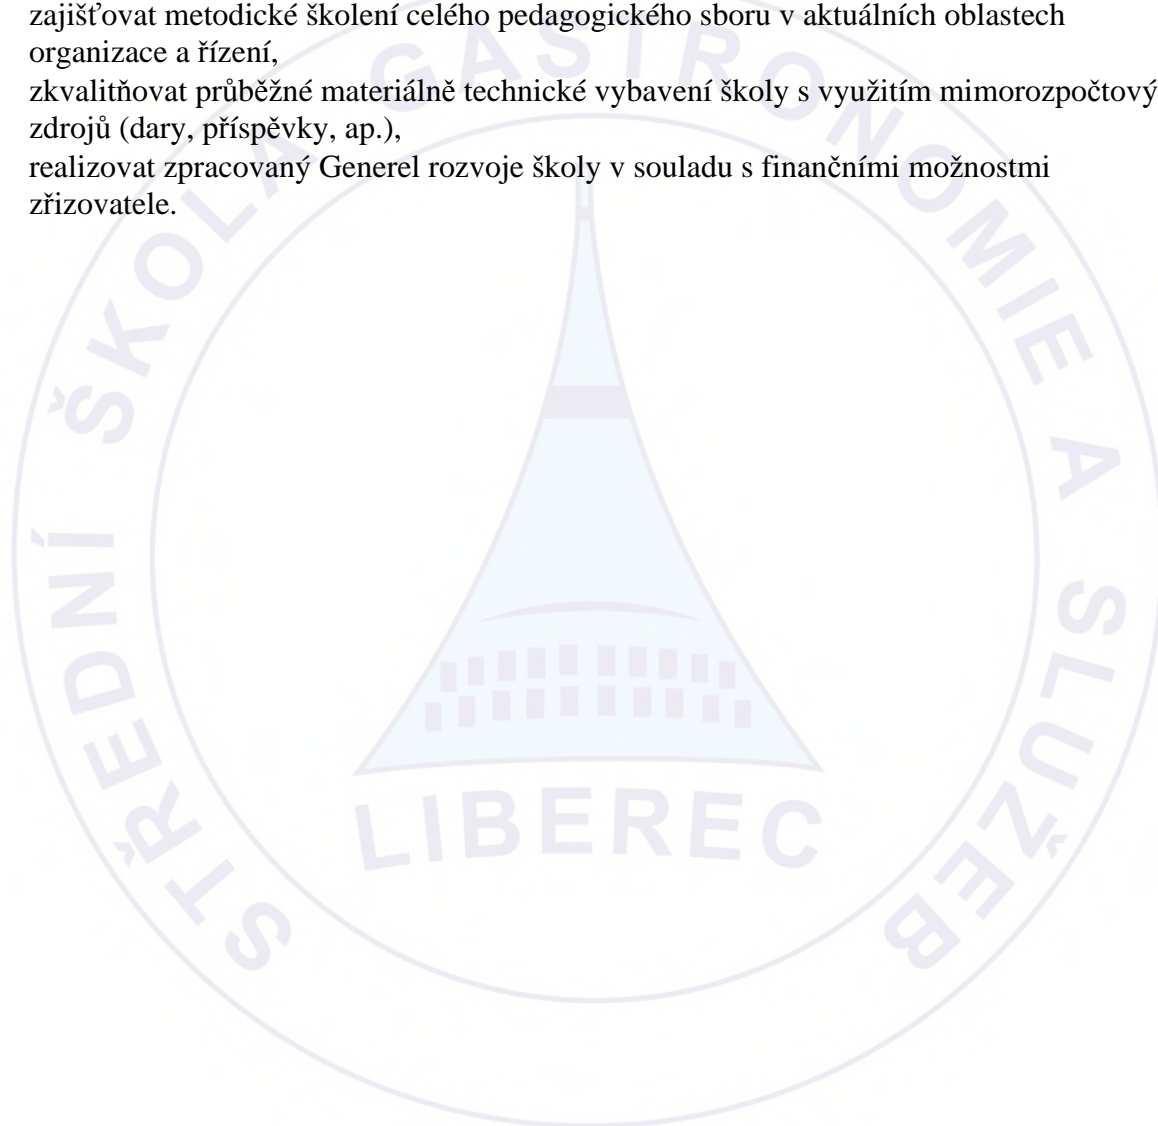 zajišťovat metodické školení celého pedagogického sboru v aktuálních oblastech
organizace a řízení,
zkvalitňovat průběžné materiálně technické vybavení školy s využitím mimorozpočtový
zdrojů (dary, příspěvky, ap.),
realizovat zpracovaný Generel rozvoje školy v souladu s finančními možnostmi
zřizovatele.
STŘEDNÍ ŠKOLA GASTRONOMIE A SLUŽEB
LIBEREC